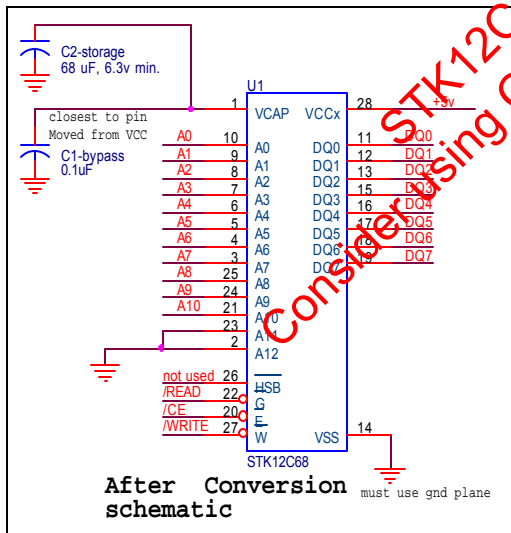 C2-storage
68 uF, 6.3v min.
closest to pin
Moved from VCC
C1-bypass
0.1uF
U1
1 VCAP VCCx 28 +5v
A0 10 A0 DQ0 11 DQ0
A1 9 A1 DQ1 12 DQ1
A2 8 A2 DQ2 13 DQ2
A3 7 A3 DQ3 15 DQ3
A4 6 A4 DQ4 16 DQ4
A5 5 A5 DQ5 17 DQ5
A6 4 A6 DQ6 18 DQ6
A7 3 A7 DQ7 19 DQ7
A8 25 A8
A9 24 A9
A10 21 A10
23 A11
2 A12
not used 26 HSB
/READ 22 G
/CE 20 E
/WRITE 27 W
VSS 14
STK12C68
must use gnd plane
After Conversion
schematic
STK12C
Consider using